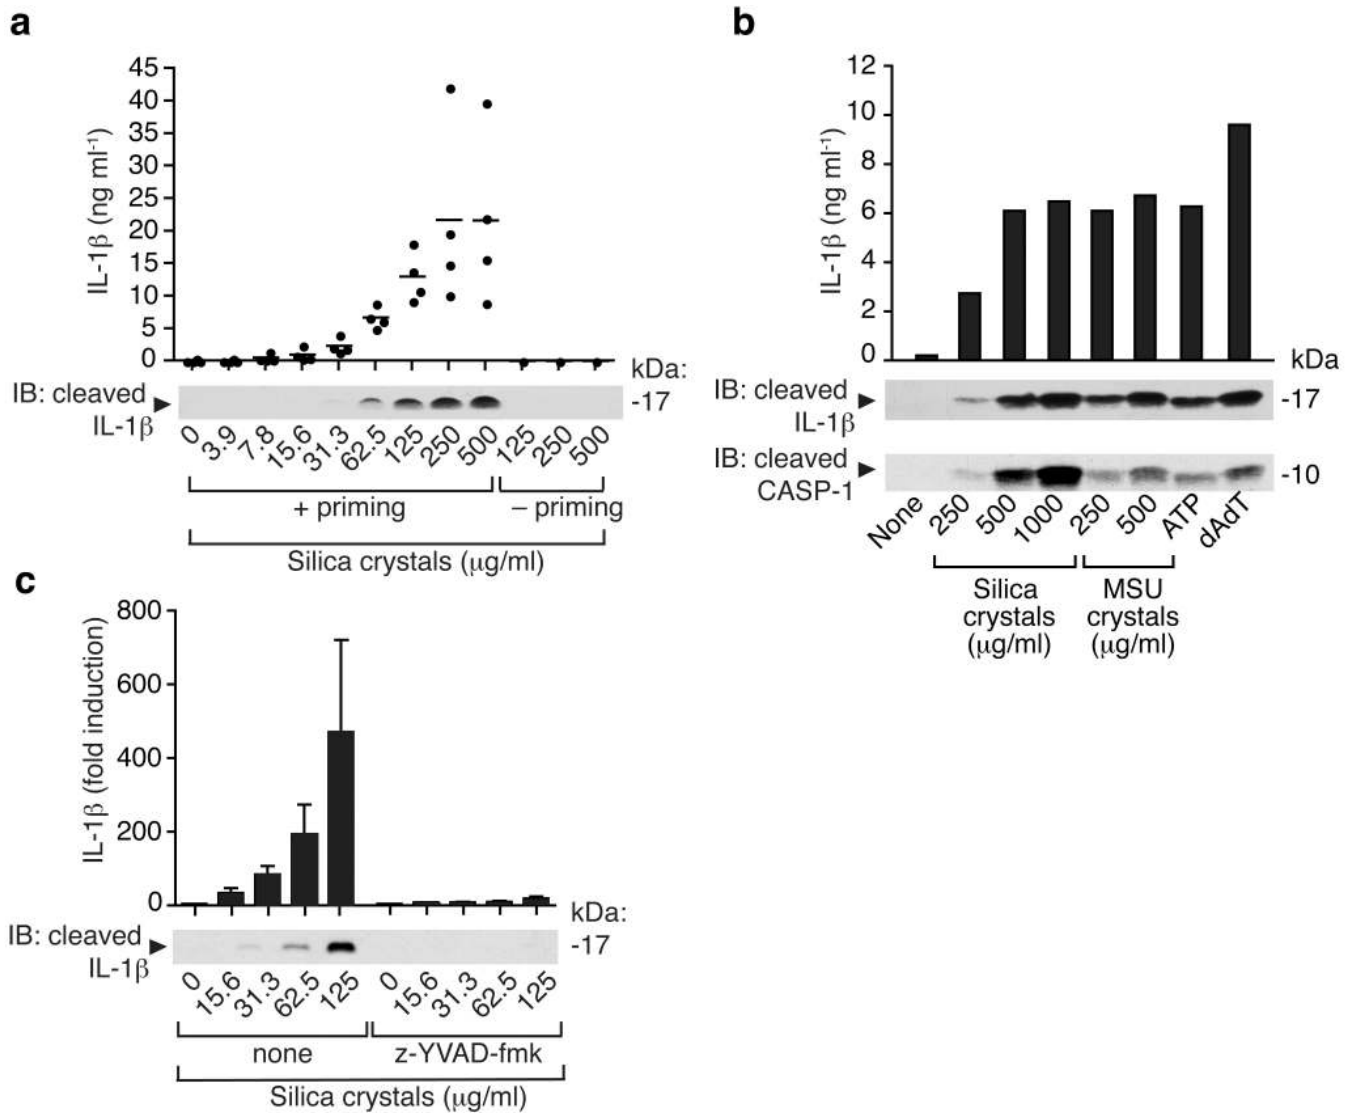 a
45
40
35
30
25
20
15
10
5
0
IL-1β (ng ml⁻¹)
kDa:
IB: cleaved
IL-1β
-17
0 3.9 7.8 15.6 31.3 62.5 125 250 500 125 250 500
+ priming – priming
Silica crystals (μg/ml)
b
12
10
8
6
4
2
0
IL-1β (ng ml⁻¹)
kDa
IB: cleaved
IL-1β
-17
IB: cleaved
CASP-1
-10
None 250 500 1000 250 500 ATP dAdT
Silica
crystals
(μg/ml)
MSU
crystals
(μg/ml)
c
800
600
400
200
0
IL-1β (fold induction)
kDa:
IB: cleaved
IL-1β
-17
0 15.6 31.3 62.5 125 0 15.6 31.3 62.5 125
none z-YVAD-fmk
Silica crystals (μg/ml)